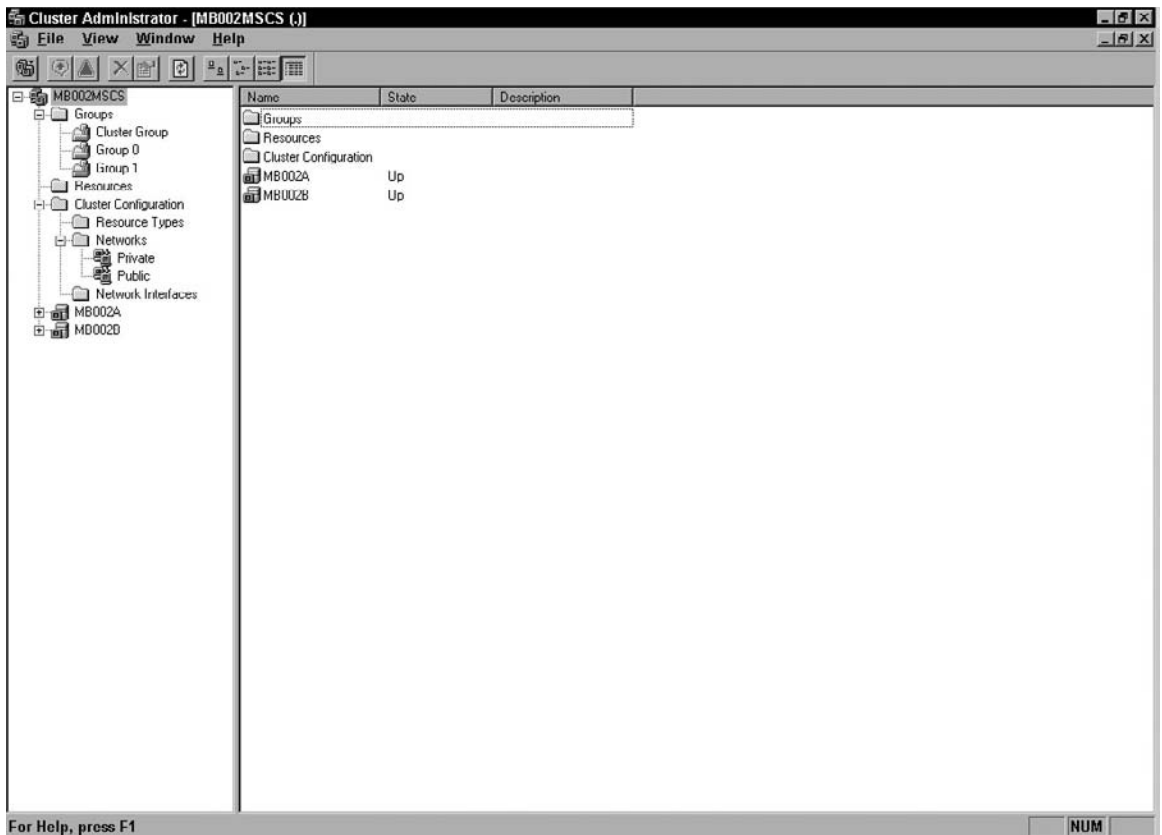 Cluster Administrator - [MB002MSCS (.)]
File View Window Help
MB002MSCS
Groups
Cluster Group
Group 0
Group 1
Resources
Cluster Configuration
Resource Types
Networks
Private
Public
Network Interfaces
MB002A
MB002B
Name State Description
Groups
Resources
Cluster Configuration
MB002A Up
MB002B Up
For Help, press F1
NUM